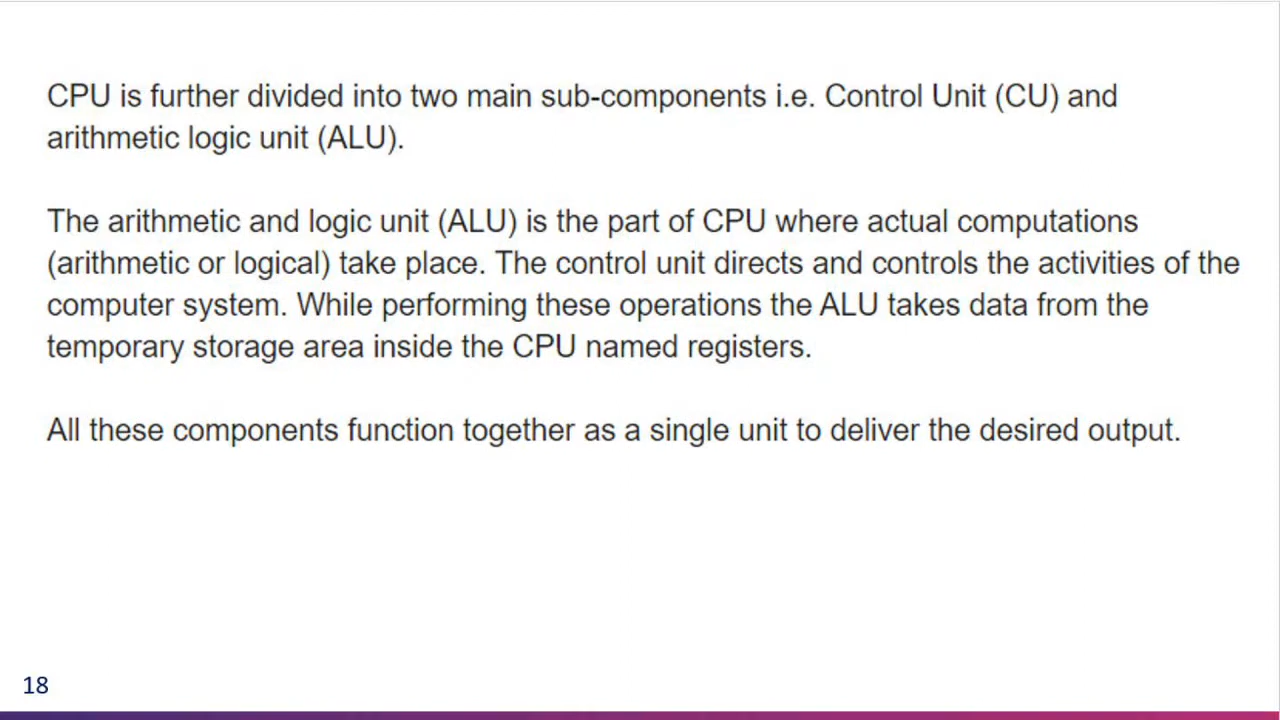 CPU is further divided into two main sub-components i.e. Control Unit (CU) and
arithmetic logic unit (ALU).
The arithmetic and logic unit (ALU) is the part of CPU where actual computations
(arithmetic or logical) take place. The control unit directs and controls the activities of the
computer system. While performing these operations the ALU takes data from the
temporary storage area inside the CPU named registers.
All these components function together as a single unit to deliver the desired output.
18